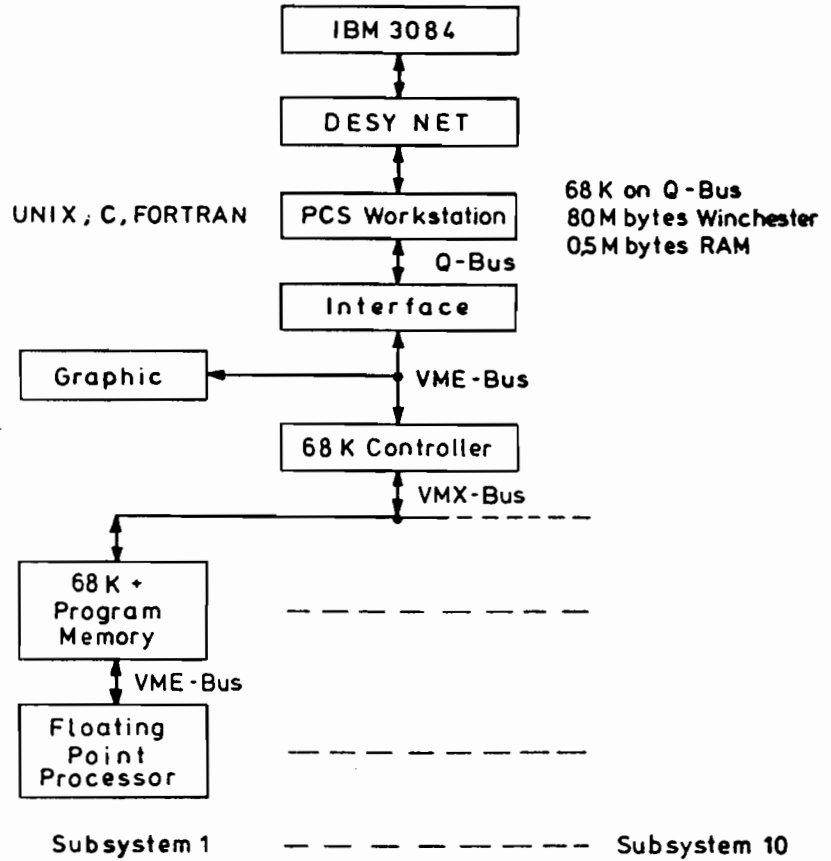 IBM 3084
DESY NET
UNIX, C, FORTRAN
PCS Workstation
68 K on Q-Bus
80 M bytes Winchester
0,5 M bytes RAM
Q-Bus
Interface
Graphic
VME-Bus
68 K Controller
VMX-Bus
68 K +
Program
Memory
VME-Bus
Floating
Point
Processor
Subsystem 1
Subsystem 10